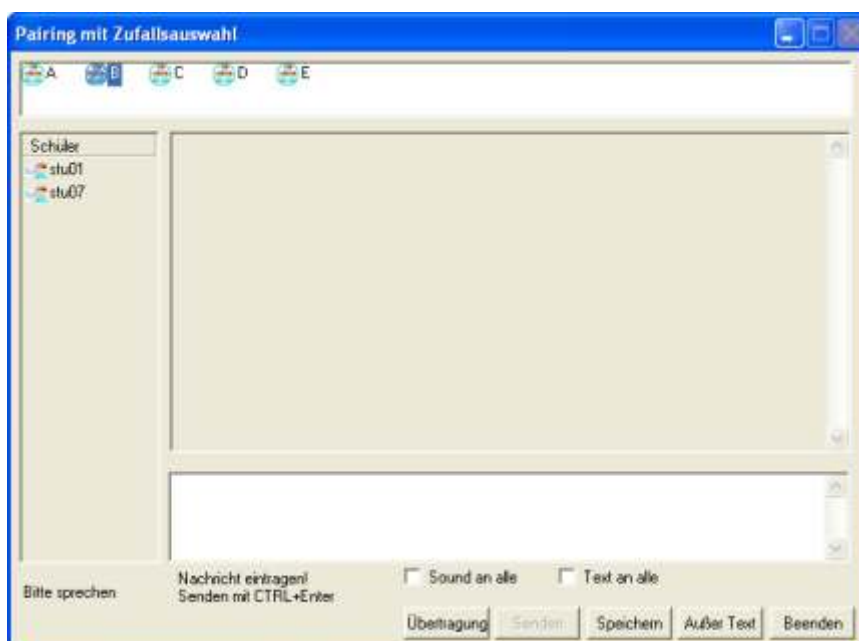 Pairing mit Zufallsauswahl
A B C D E
Schüler
stu01
stu07
Bitte sprechen
Nachricht eintragen!
Senden mit CTRL+Enter
Sound an alle Text an alle
Übertragung Senden Speichern Außer Text Beenden